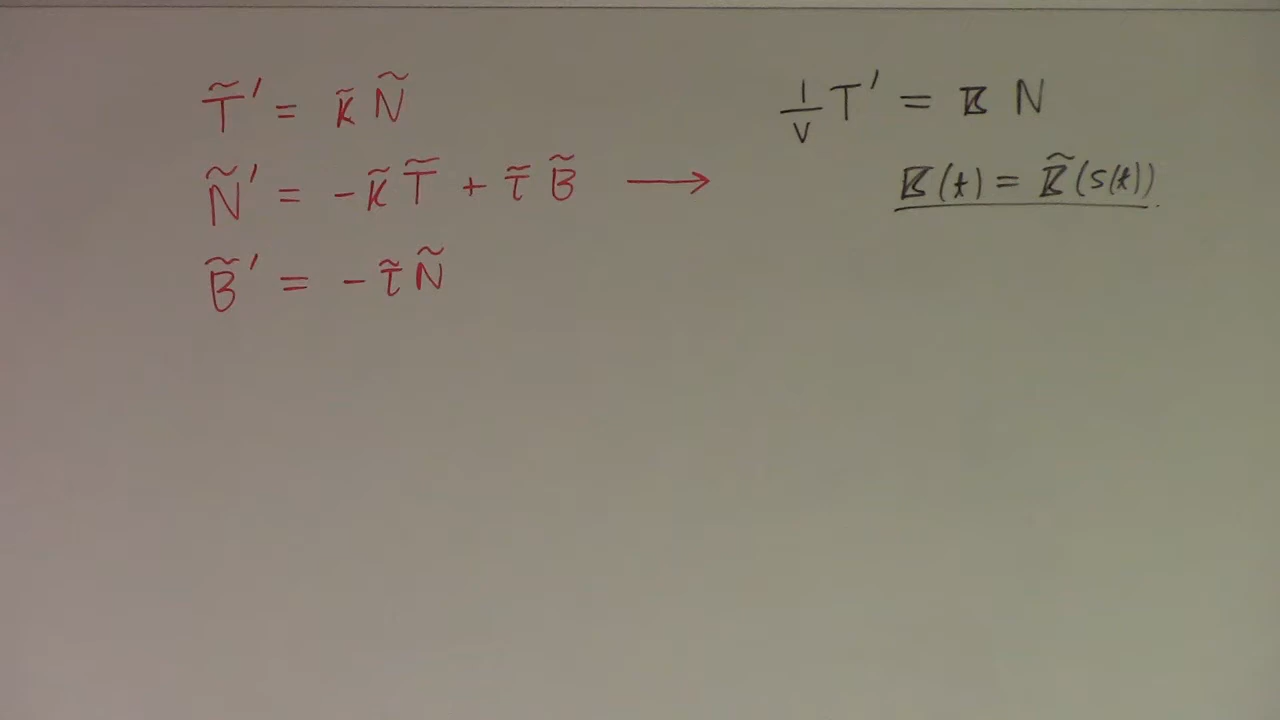 T̃′ = κ̃ Ñ
Ñ′ = −κ̃ T̃ + τ̃ B̃ ⟶
B̃′ = −τ̃ Ñ
1/v T′ = κ N
κ(t) = κ̃(s(t))